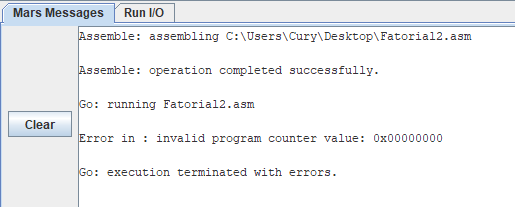 Mars Messages Run I/O
Assemble: assembling C:\Users\Cury\Desktop\Fatorial2.asm
Assemble: operation completed successfully.
Go: running Fatorial2.asm
Clear
Error in : invalid program counter value: 0x00000000
Go: execution terminated with errors.